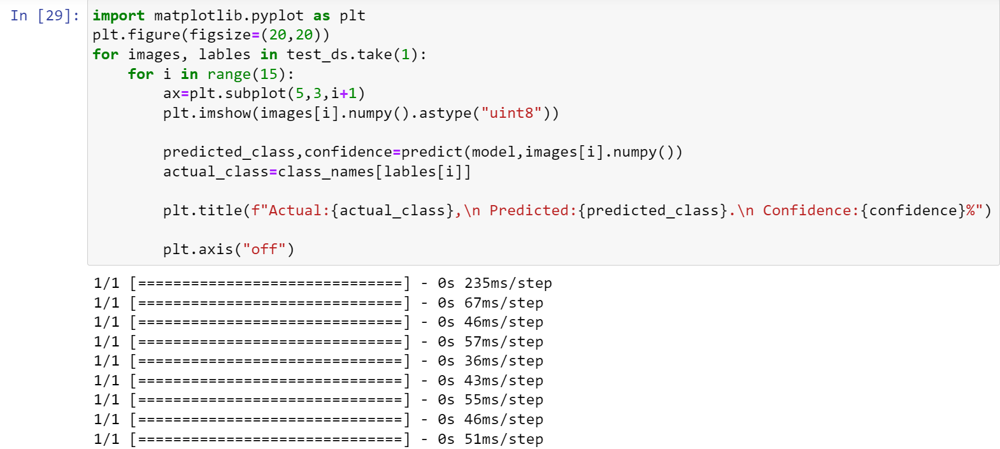 In [29]: import matplotlib.pyplot as plt
plt.figure(figsize=(20,20))
for images, lables in test_ds.take(1):
    for i in range(15):
        ax=plt.subplot(5,3,i+1)
        plt.imshow(images[i].numpy().astype("uint8"))
        predicted_class,confidence=predict(model,images[i].numpy())
        actual_class=class_names[lables[i]]
        plt.title(f"Actual:{actual_class},\n Predicted:{predicted_class}.\n Confidence:{confidence}%")
        plt.axis("off")
1/1 [==============================] - 0s 235ms/step
1/1 [==============================] - 0s 67ms/step
1/1 [==============================] - 0s 46ms/step
1/1 [==============================] - 0s 57ms/step
1/1 [==============================] - 0s 36ms/step
1/1 [==============================] - 0s 43ms/step
1/1 [==============================] - 0s 55ms/step
1/1 [==============================] - 0s 46ms/step
1/1 [==============================] - 0s 51ms/step